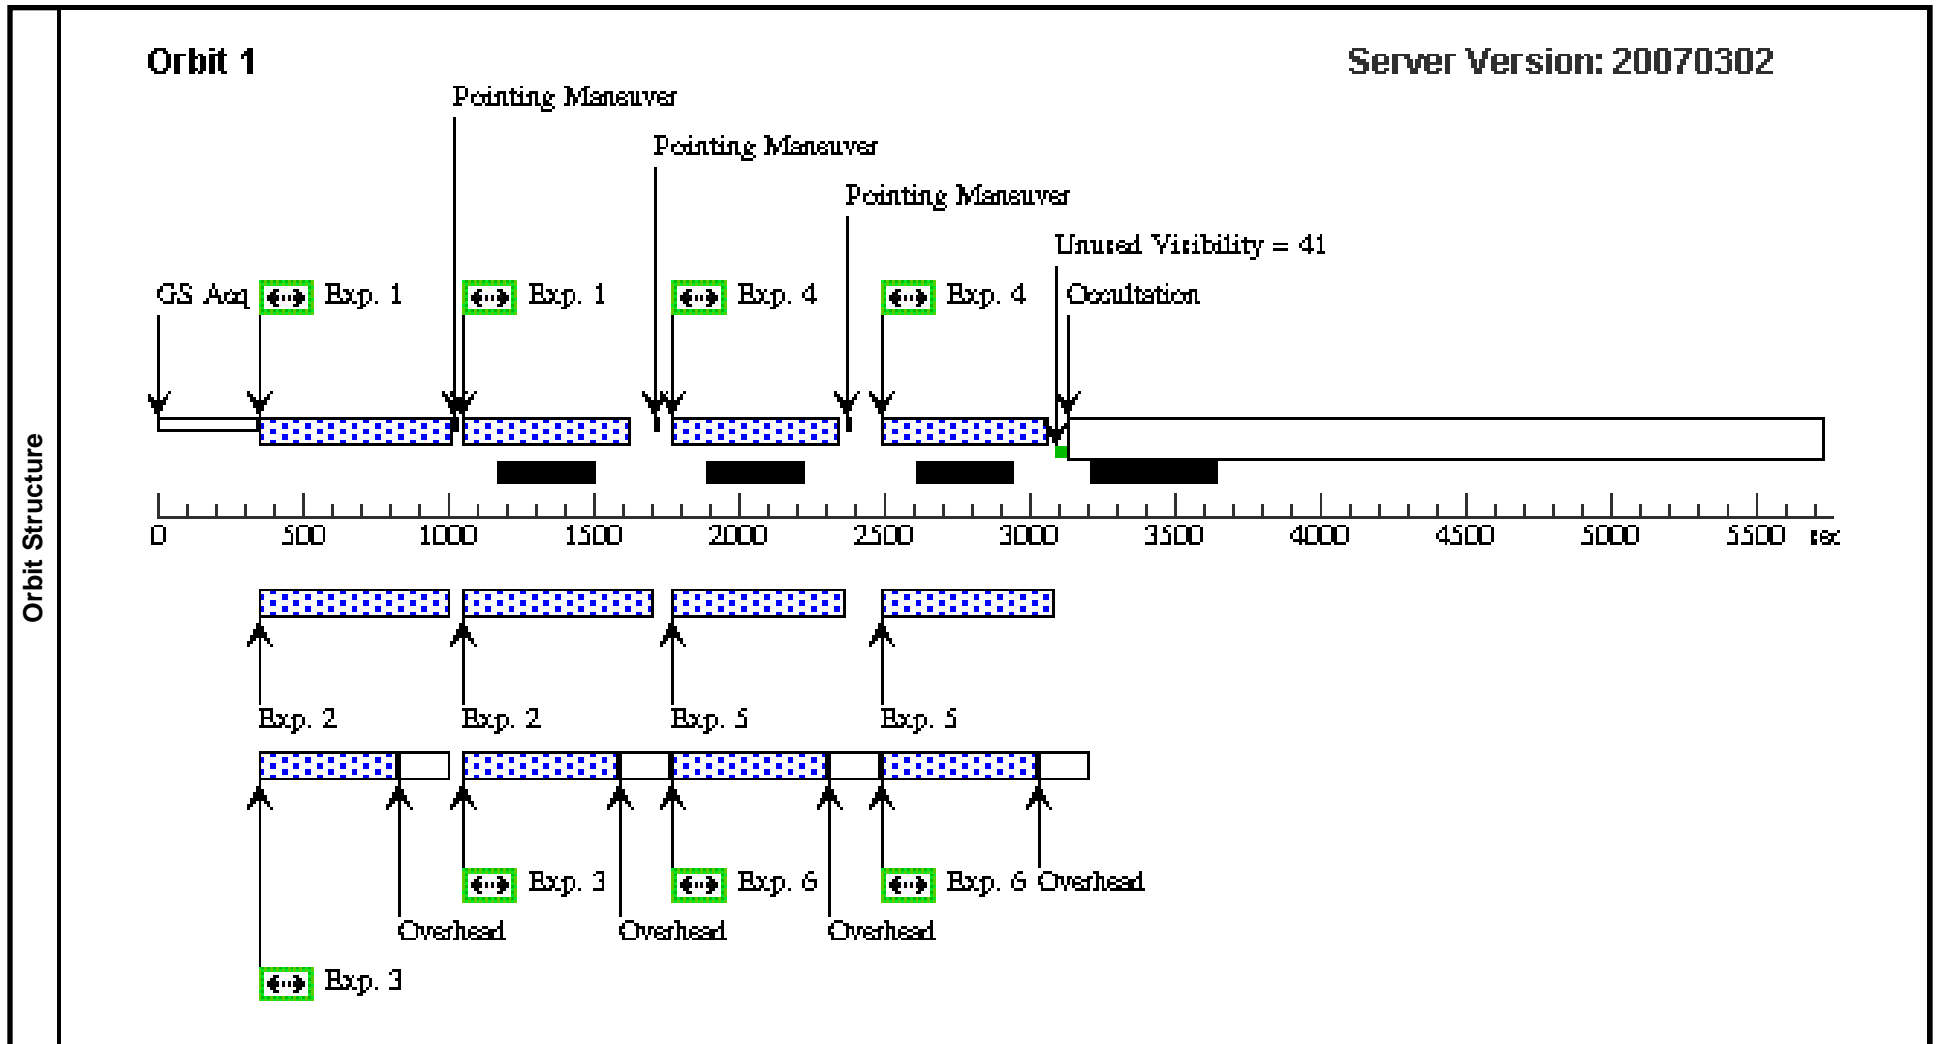 Orbit 1 Server Version: 20070302
Pointing Maneuver
Pointing Maneuver
Pointing Maneuver
Unused Visibility = 41
GS Acq Exp. 1 Exp. 1 Exp. 4 Exp. 4 Occultation
0 500 1000 1500 2000 2500 3000 3500 4000 4500 5000 5500 sec
Orbit Structure
Exp. 2 Exp. 2 Exp. 5 Exp. 5
Exp. 3 Exp. 6 Exp. 6 Overhead
Overhead Overhead Overhead
Exp. 3